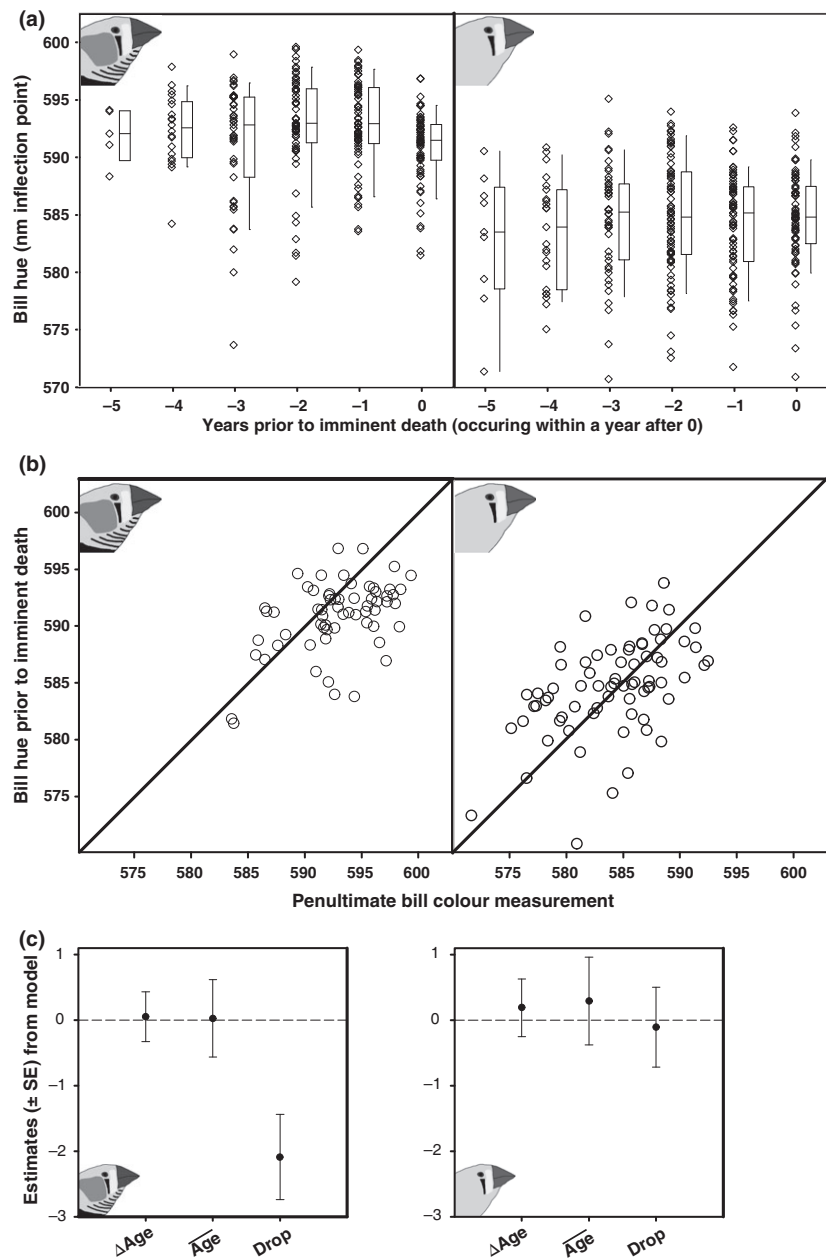 (a)
Bill hue (nm inflection point)
600
595
590
585
580
575
570
–5 –4 –3 –2 –1 0 –5 –4 –3 –2 –1 0
Years prior to imminent death (occuring within a year after 0)
(b)
Bill hue prior to imminent death
600
595
590
585
580
575
575 580 585 590 595 600 575 580 585 590 595 600
Penultimate bill colour measurement
(c)
Estimates (± SE) from model
1
0
–1
–2
–3
1
0
–1
–2
–3
ΔAge A̅g̅e̅ Drop ΔAge A̅g̅e̅ Drop